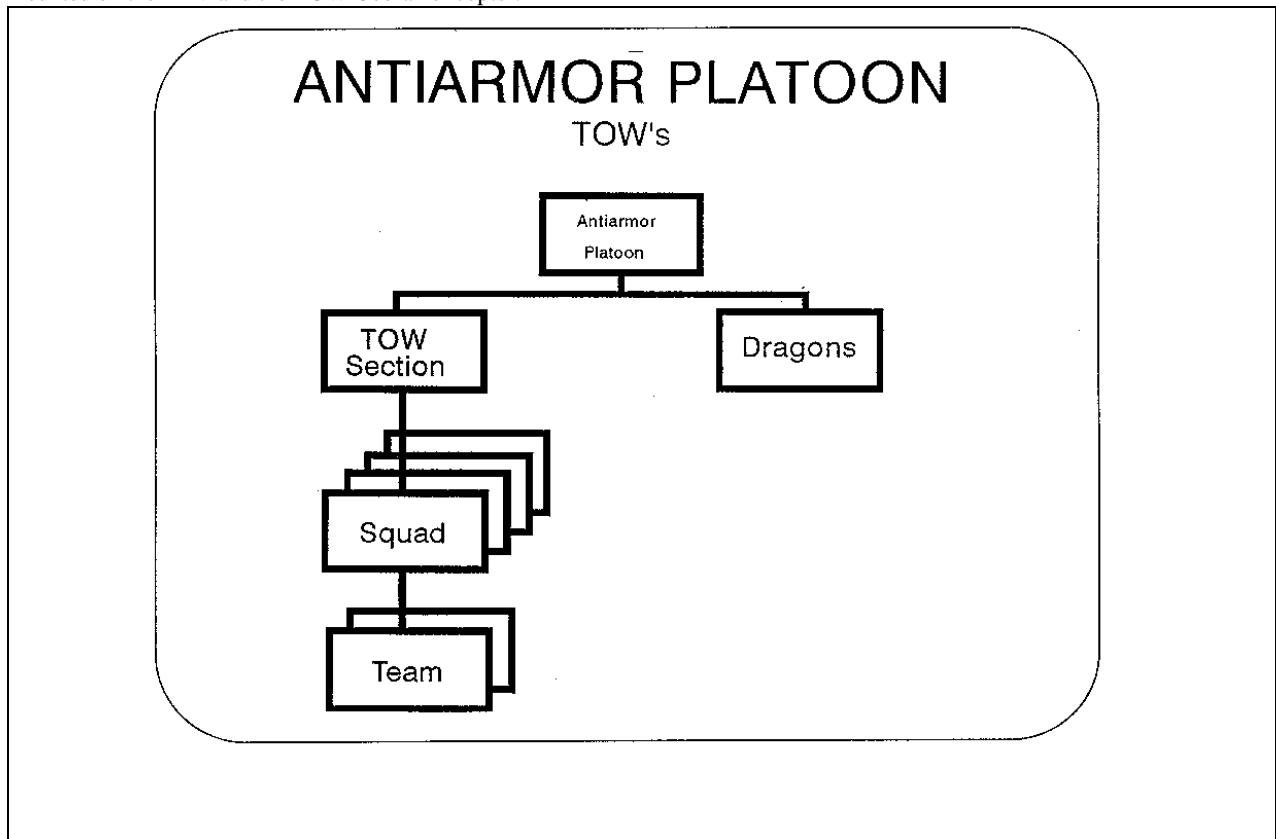 ANTIARMOR PLATOON
TOW's
Antiarmor
Platoon
TOW
Section
Dragons
Squad
Team